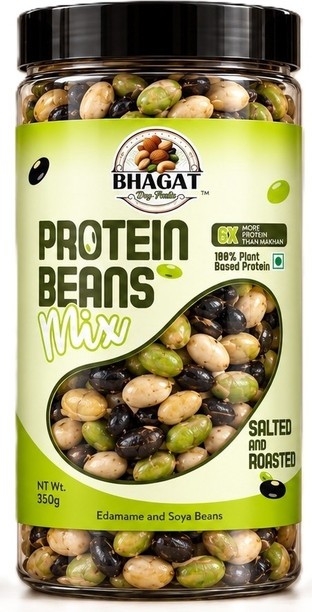 BHAGAT
Dry-Fruits
TM
PROTEIN
BEANS
Mix
6X
MORE
PROTEIN
THAN MAKHAN
100% Plant
Based Protein
SALTED
AND
ROASTED
NT Wt.
350g
Edamame and Soya Beans